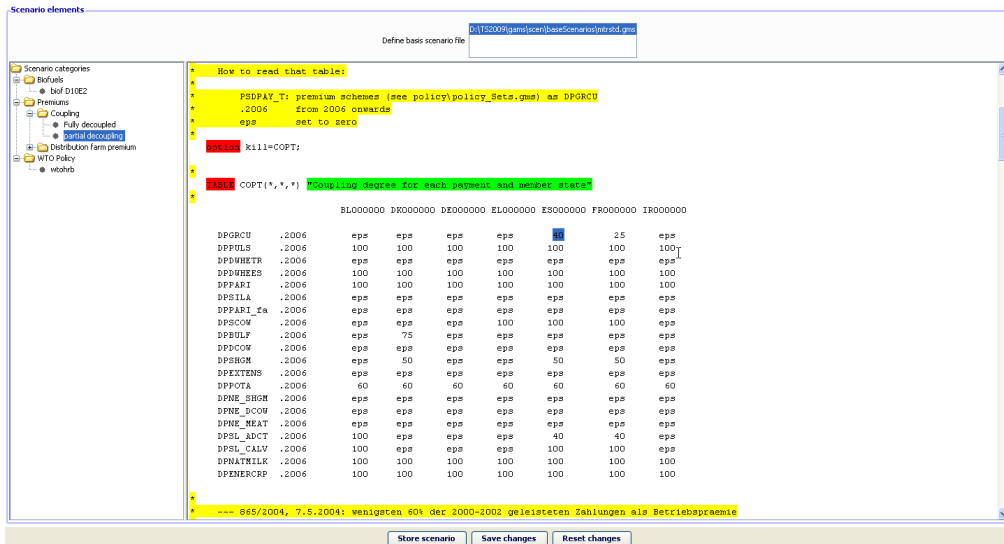 Scenario elements
Define basis scenario file
D:\TS2009\gams\scen\baseScenarios\mtrstd.gms
Scenario categories
Biofuels
biof D10E2
Premiums
Coupling
Fully decoupled
partial decoupling
Distribution farm premium
WTO Policy
wtohrb
* How to read that table:
*
* PSDPAY_T: premium schemes (see policy\policy_Sets.gms) as DPGRCU
* .2006 from 2006 onwards
* eps set to zero
*
option kill=COPT;
*
TABLE COPT(*,*,*) "Coupling degree for each payment and member state"
*
BL000000 DK000000 DE000000 EL000000 ES000000 FR000000 IR000000
DPGRCU .2006 eps eps eps eps 40 25 eps
DPPULS .2006 100 100 100 100 100 100 100
DPDWHETR .2006 eps eps eps eps eps eps eps
DPDWHEES .2006 100 100 100 100 100 100 100
DPPARI .2006 100 100 100 100 100 100 100
DPSILA .2006 eps eps eps eps eps eps eps
DPPARI_fa .2006 eps eps eps eps eps eps eps
DPSCOW .2006 eps eps eps 100 100 100 eps
DPBULF .2006 eps 75 eps eps eps eps eps
DPDCOW .2006 eps eps eps eps eps eps eps
DPSHGM .2006 eps 50 eps eps 50 50 eps
DPEXTENS .2006 eps eps eps eps eps eps eps
DPPOTA .2006 60 60 60 60 60 60 60
DPNE_SHGM .2006 eps eps eps eps eps eps eps
DPNE_DCOW .2006 eps eps eps eps eps eps eps
DPNE_MEAT .2006 eps eps eps eps eps eps eps
DPSL_ADCT .2006 100 eps eps eps 40 40 eps
DPSL_CALV .2006 100 eps eps eps 100 100 eps
DPNATMILK .2006 100 100 100 100 100 100 100
DPENERCRP .2006 100 100 100 100 100 100 100
*
* --- 865/2004, 7.5.2004: wenigsten 60% der 2000-2002 geleisteten Zahlungen als Betriebspraemie
Store scenario
Save changes
Reset changes